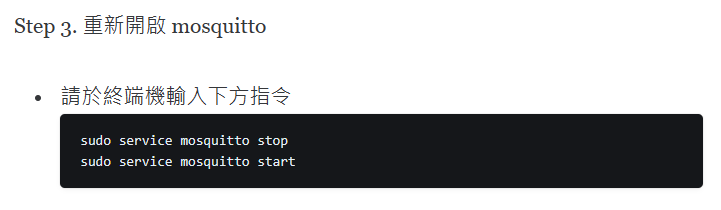 Step 3. 重新開啟 mosquitto
請於終端機輸入下方指令
sudo service mosquitto stop
sudo service mosquitto start